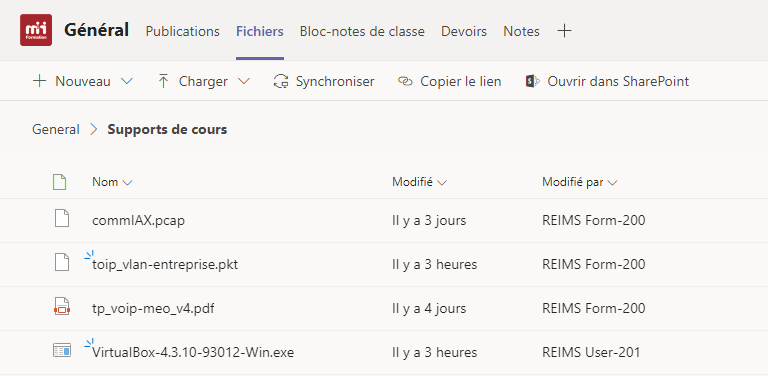 mii Formation
Général Publications Fichiers Bloc-notes de classe Devoirs Notes
Nouveau Charger Synchroniser Copier le lien Ouvrir dans SharePoint
General > Supports de cours
Nom Modifié Modifié par
commIAX.pcap Il y a 3 jours REIMS Form-200
toip_vlan-entreprise.pkt Il y a 3 heures REIMS Form-200
tp_voip-meo_v4.pdf Il y a 4 jours REIMS Form-200
VirtualBox-4.3.10-93012-Win.exe Il y a 3 heures REIMS User-201